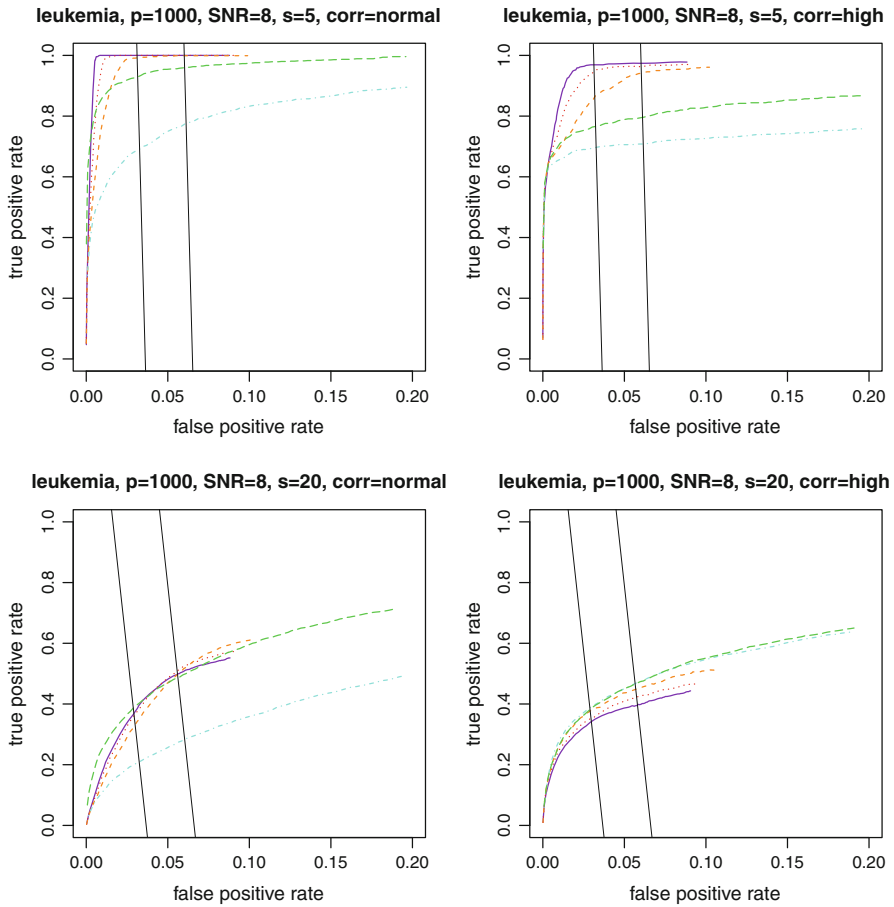 leukemia, p=1000, SNR=8, s=5, corr=normal
true positive rate
1.0
0.8
0.6
0.4
0.2
0.0
0.00 0.05 0.10 0.15 0.20
false positive rate
leukemia, p=1000, SNR=8, s=5, corr=high
true positive rate
1.0
0.8
0.6
0.4
0.2
0.0
0.00 0.05 0.10 0.15 0.20
false positive rate
leukemia, p=1000, SNR=8, s=20, corr=normal
true positive rate
1.0
0.8
0.6
0.4
0.2
0.0
0.00 0.05 0.10 0.15 0.20
false positive rate
leukemia, p=1000, SNR=8, s=20, corr=high
true positive rate
1.0
0.8
0.6
0.4
0.2
0.0
0.00 0.05 0.10 0.15 0.20
false positive rate